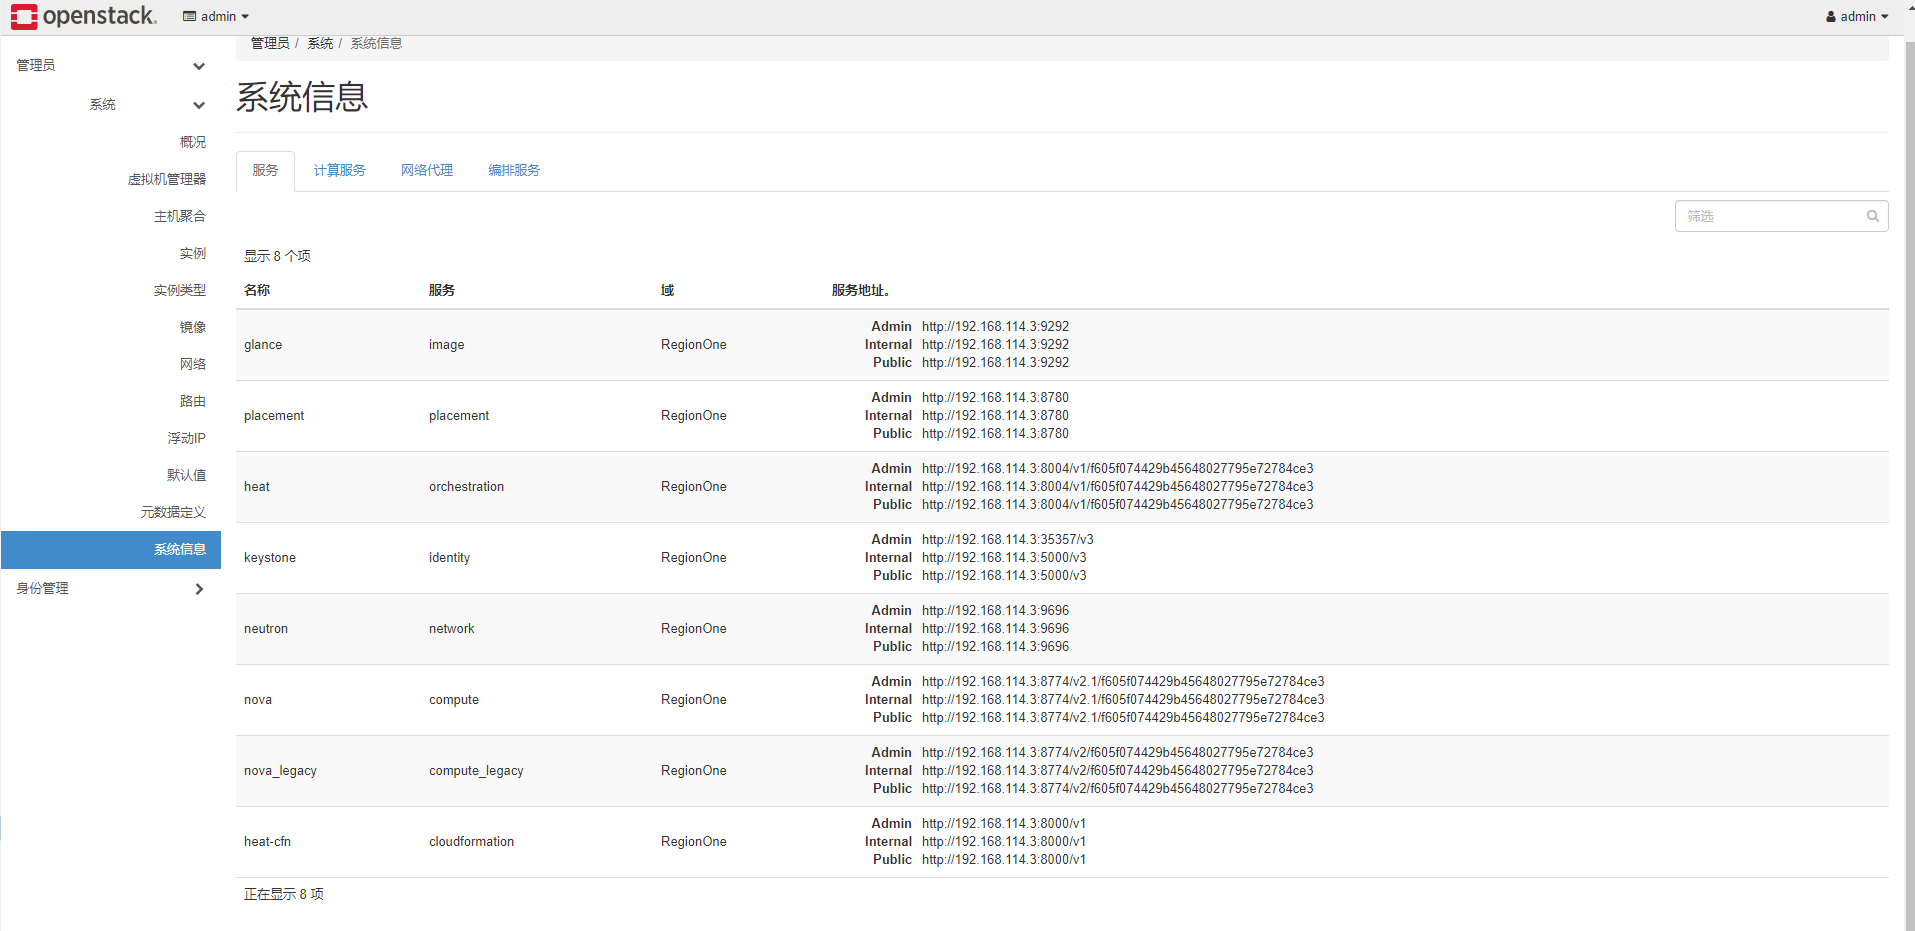 openstack. admin admin
管理员 / 系统 / 系统信息
管理员
系统
概况
虚拟机管理器
主机聚合
实例
实例类型
镜像
网络
路由
浮动IP
默认值
元数据定义
系统信息
身份管理
系统信息
服务 计算服务 网络代理 编排服务
筛选
显示 8 个项
名称 服务 域 服务地址。
glance image RegionOne
Admin http://192.168.114.3:9292
Internal http://192.168.114.3:9292
Public http://192.168.114.3:9292
placement placement RegionOne
Admin http://192.168.114.3:8780
Internal http://192.168.114.3:8780
Public http://192.168.114.3:8780
heat orchestration RegionOne
Admin http://192.168.114.3:8004/v1/f605f074429b45648027795e72784ce3
Internal http://192.168.114.3:8004/v1/f605f074429b45648027795e72784ce3
Public http://192.168.114.3:8004/v1/f605f074429b45648027795e72784ce3
keystone identity RegionOne
Admin http://192.168.114.3:35357/v3
Internal http://192.168.114.3:5000/v3
Public http://192.168.114.3:5000/v3
neutron network RegionOne
Admin http://192.168.114.3:9696
Internal http://192.168.114.3:9696
Public http://192.168.114.3:9696
nova compute RegionOne
Admin http://192.168.114.3:8774/v2.1/f605f074429b45648027795e72784ce3
Internal http://192.168.114.3:8774/v2.1/f605f074429b45648027795e72784ce3
Public http://192.168.114.3:8774/v2.1/f605f074429b45648027795e72784ce3
nova_legacy compute_legacy RegionOne
Admin http://192.168.114.3:8774/v2/f605f074429b45648027795e72784ce3
Internal http://192.168.114.3:8774/v2/f605f074429b45648027795e72784ce3
Public http://192.168.114.3:8774/v2/f605f074429b45648027795e72784ce3
heat-cfn cloudformation RegionOne
Admin http://192.168.114.3:8000/v1
Internal http://192.168.114.3:8000/v1
Public http://192.168.114.3:8000/v1
正在显示 8 项